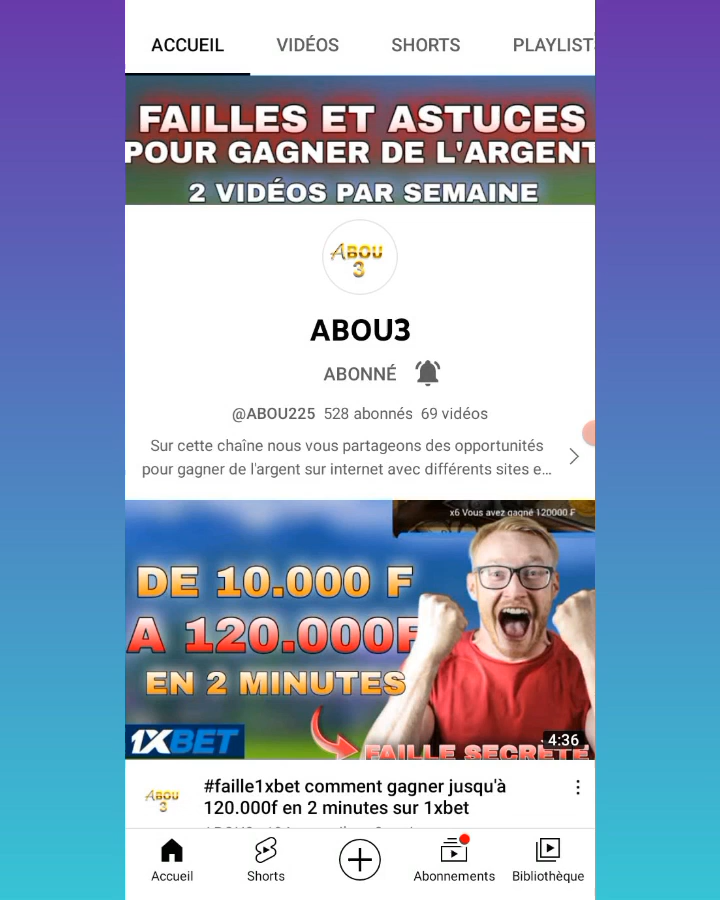 ACCUEIL VIDÉOS SHORTS PLAYLIST
FAILLES ET ASTUCES
POUR GAGNER DE L'ARGENT
2 VIDÉOS PAR SEMAINE
ABOU
3
ABOU3
ABONNÉ
@ABOU225 528 abonnés 69 vidéos
Sur cette chaîne nous vous partageons des opportunités
pour gagner de l'argent sur internet avec différents sites e...
x6 Vous avez gagné 120000 F
DE 10.000 F
A 120.000F
EN 2 MINUTES
1XBET
4:36
FAILLE SECRÈTE
ABOU
3
#faille1xbet comment gagner jusqu'à
120.000f en 2 minutes sur 1xbet
Accueil Shorts Abonnements Bibliothèque